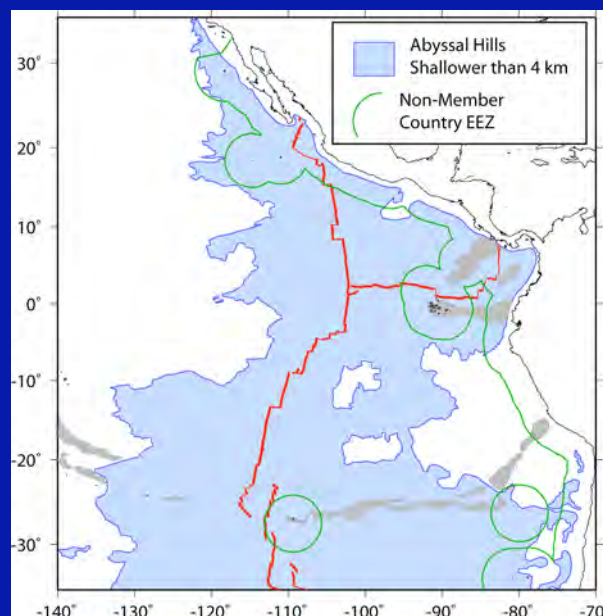 Abyssal Hills
Shallower than 4 km
Non-Member
Country EEZ
30°
20°
10°
0°
-10°
-20°
-30°
-140 -130 -120 -110 -100 -90 -80 -70